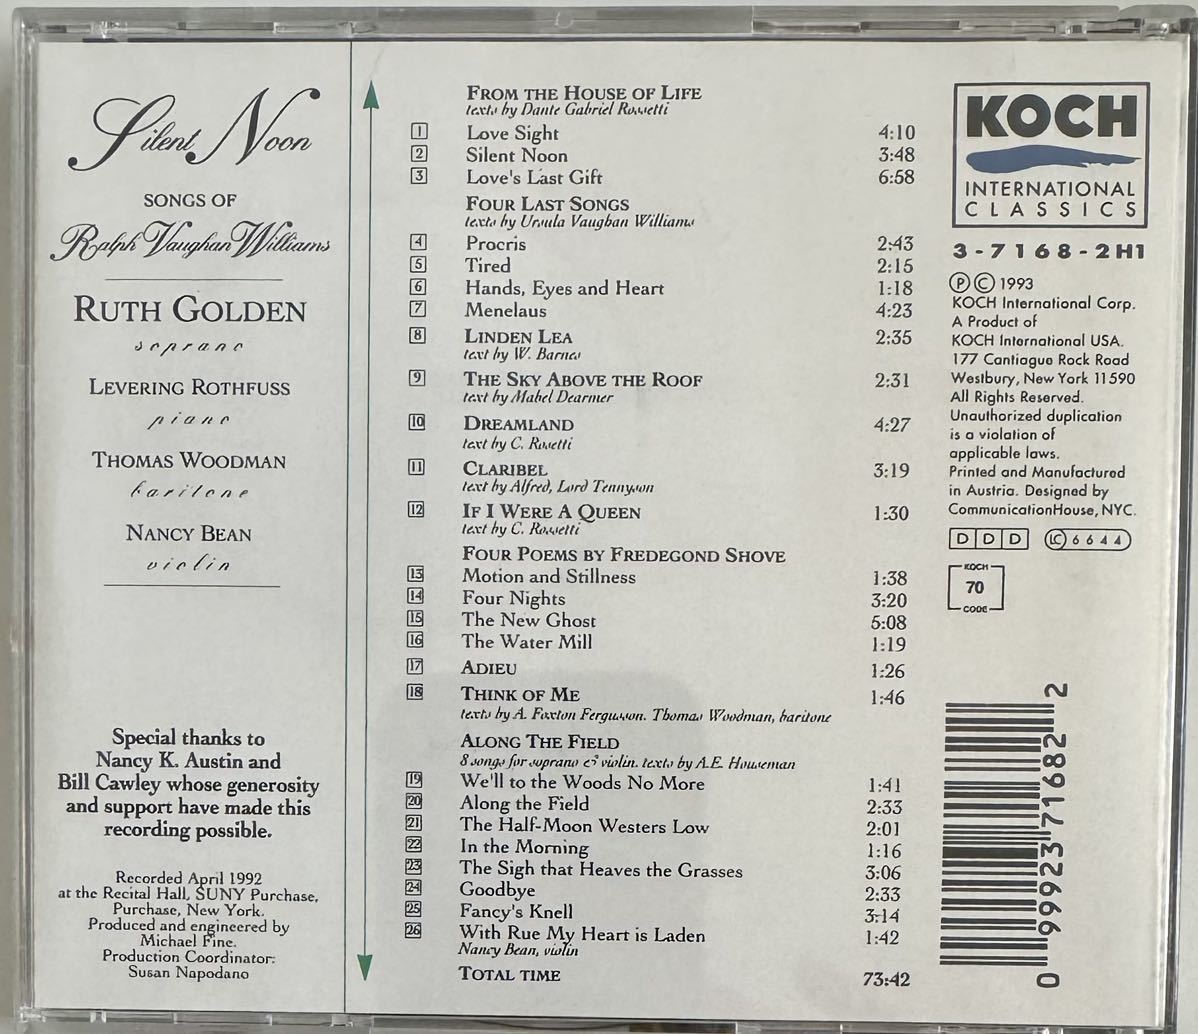 Silent Noon
SONGS OF
Ralph Vaughan Williams
RUTH GOLDEN
soprano
LEVERING ROTHFUSS
piano
THOMAS WOODMAN
baritone
NANCY BEAN
violin
Special thanks to
Nancy K. Austin and
Bill Cawley whose generosity
and support have made this
recording possible.
Recorded April 1992
at the Recital Hall, SUNY Purchase,
Purchase, New York.
Produced and engineered by
Michael Fine.
Production Coordinator:
Susan Napodano
FROM THE HOUSE OF LIFE
texts by Dante Gabriel Rossetti
1 Love Sight 4:10
2 Silent Noon 3:48
3 Love's Last Gift 6:58
FOUR LAST SONGS
texts by Ursula Vaughan Williams
4 Procris 2:43
5 Tired 2:15
6 Hands, Eyes and Heart 1:18
7 Menelaus 4:23
8 LINDEN LEA 2:35
text by W. Barnes
9 THE SKY ABOVE THE ROOF 2:31
text by Mabel Dearmer
10 DREAMLAND 4:27
text by C. Rosetti
11 CLARIBEL 3:19
text by Alfred, Lord Tennyson
12 IF I WERE A QUEEN 1:30
text by C. Rossetti
FOUR POEMS BY FREDEGOND SHOVE
13 Motion and Stillness 1:38
14 Four Nights 3:20
15 The New Ghost 5:08
16 The Water Mill 1:19
17 ADIEU 1:26
18 THINK OF ME 1:46
texts by A. Foxton Fergusson. Thomas Woodman, baritone
ALONG THE FIELD
8 songs for soprano & violin. texts by A.E. Houseman
19 We'll to the Woods No More 1:41
20 Along the Field 2:33
21 The Half-Moon Westers Low 2:01
22 In the Morning 1:16
23 The Sigh that Heaves the Grasses 3:06
24 Goodbye 2:33
25 Fancy's Knell 3:14
26 With Rue My Heart is Laden 1:42
Nancy Bean, violin
TOTAL TIME 73:42
KOCH
INTERNATIONAL
CLASSICS
3-7168-2H1
Ⓟ © 1993
KOCH International Corp.
A Product of
KOCH International USA.
177 Cantiague Rock Road
Westbury, New York 11590
All Rights Reserved.
Unauthorized duplication
is a violation of
applicable laws.
Printed and Manufactured
in Austria. Designed by
CommunicationHouse, NYC.
D D D LC 6644
KOCH
70
CODE
0 99923 71682 2